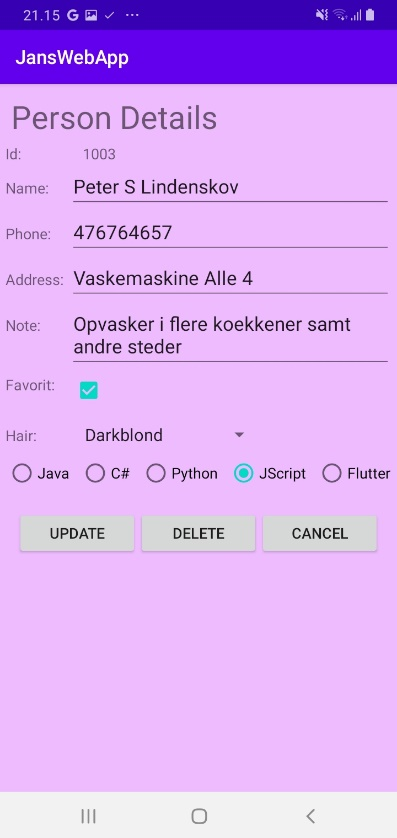 21.15 G
JansWebApp
Person Details
Id: 1003
Name: Peter S Lindenskov
Phone: 476764657
Address: Vaskemaskine Alle 4
Note: Opvasker i flere koekkener samt
andre steder
Favorit:
Hair: Darkblond
Java C# Python JScript Flutter
UPDATE DELETE CANCEL